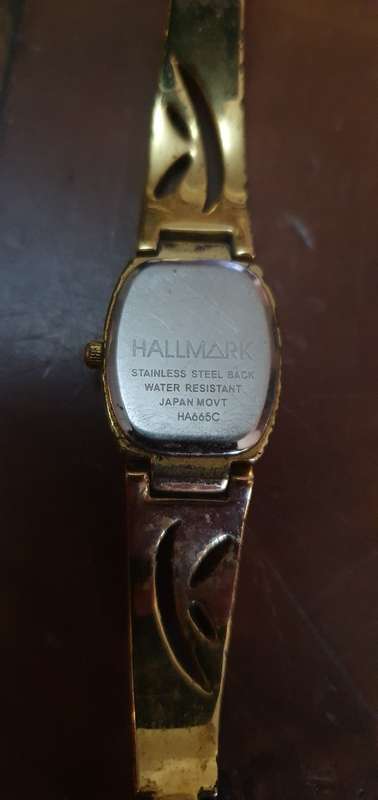 HALLMARK
STAINLESS STEEL BACK
WATER RESISTANT
JAPAN MOVT
HA665C